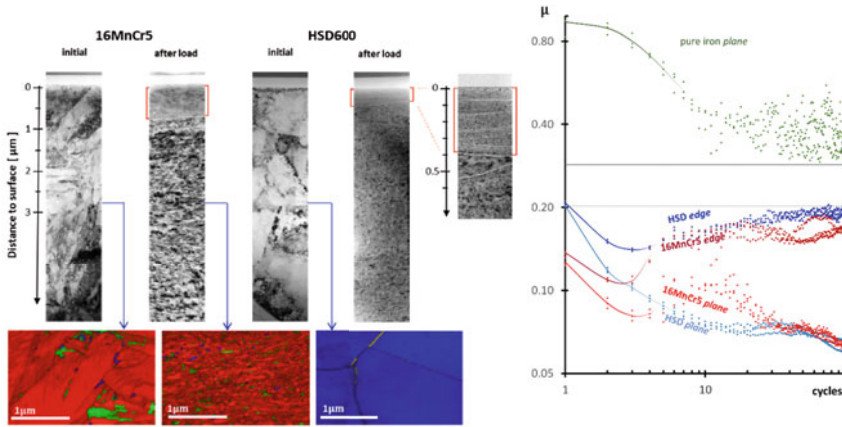 16MnCr5
HSD600
initial
after load
initial
after load
Distance to surface [ μm]
0
1
2
3
0
0.5
1μm
1μm
1μm
μ
0.80
0.40
0.20
0.10
0.05
pure iron plane
HSD edge
16MnCr5 edge
16MnCr5 plane
HSD plane
1
10
cycles